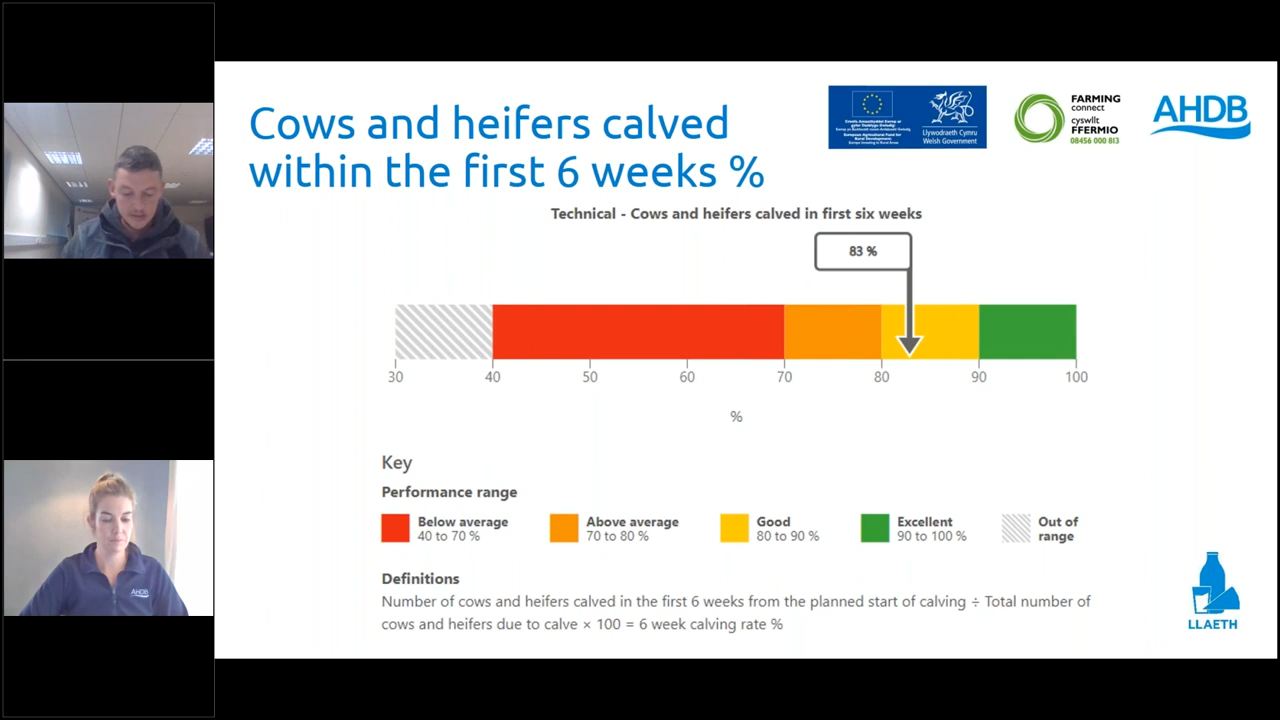 Cows and heifers calved
within the first 6 weeks %
Llywodraeth Cymru
Welsh Government
FARMING
connect
cyswllt
FFERMIO
08456 000 813
AHDB
Technical - Cows and heifers calved in first six weeks
83 %
30 40 50 60 70 80 90 100
%
Key
Performance range
Below average
40 to 70 %
Above average
70 to 80 %
Good
80 to 90 %
Excellent
90 to 100 %
Out of
range
Definitions
Number of cows and heifers calved in the first 6 weeks from the planned start of calving ÷ Total number of
cows and heifers due to calve × 100 = 6 week calving rate %
LLAETH
AHDB